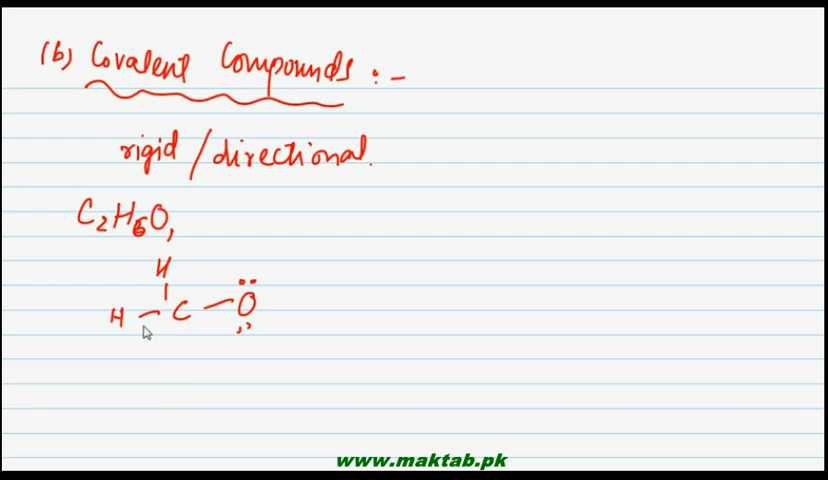 (b) Covalent Compounds :-
rigid / directional.
C₂H₆O,
H
H – C – O
www.maktab.pk